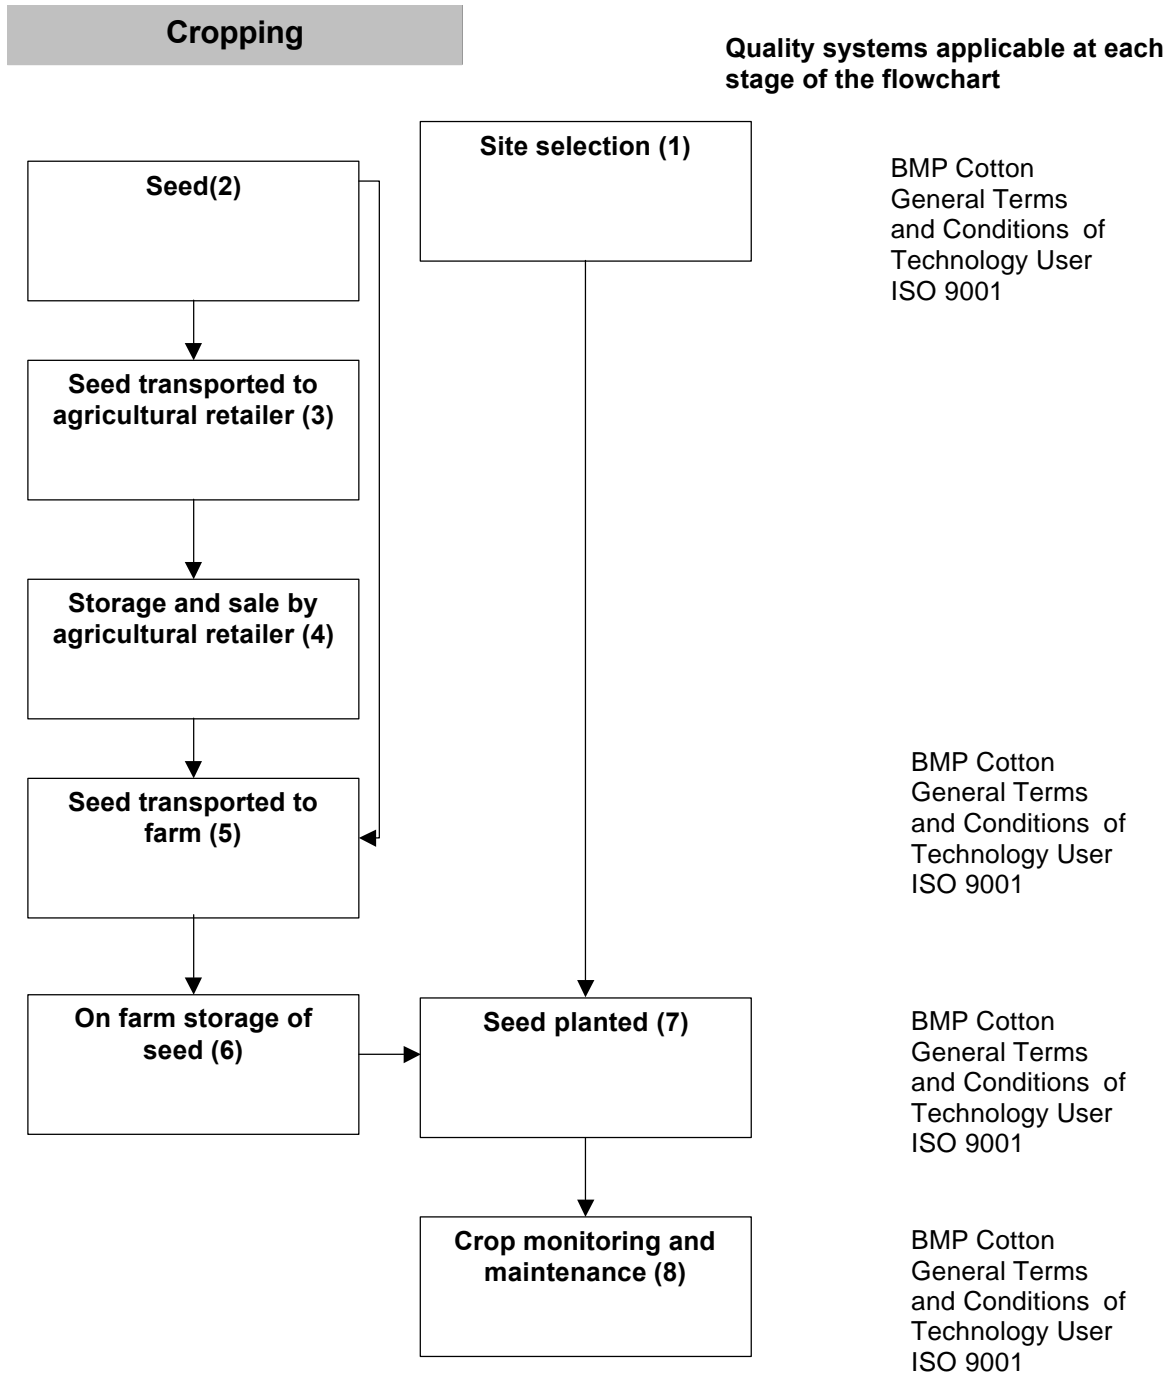 Cropping
Quality systems applicable at each
stage of the flowchart
Site selection (1)
Seed(2)
BMP Cotton
General Terms
and Conditions of
Technology User
ISO 9001
Seed transported to
agricultural retailer (3)
Storage and sale by
agricultural retailer (4)
Seed transported to
farm (5)
BMP Cotton
General Terms
and Conditions of
Technology User
ISO 9001
On farm storage of
seed (6)
Seed planted (7)
BMP Cotton
General Terms
and Conditions of
Technology User
ISO 9001
Crop monitoring and
maintenance (8)
BMP Cotton
General Terms
and Conditions of
Technology User
ISO 9001